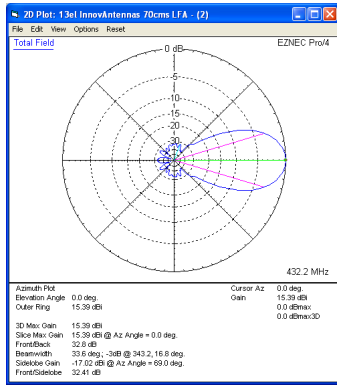 2D Plot: 13el InnovAntennas 70cms LFA - (2)
File Edit View Options Reset
Total Field
EZNEC Pro/4
0 dB
-5
-10
-15
-20
-30
432.2 MHz
Azimuth Plot
Elevation Angle 0.0 deg.
Outer Ring 15.39 dBi
Cursor Az 0.0 deg.
Gain 15.39 dBi
0.0 dBmax
0.0 dBmax3D
3D Max Gain 15.39 dBi
Slice Max Gain 15.39 dBi @ Az Angle = 0.0 deg.
Front/Back 32.8 dB
Beamwidth 33.6 deg.; -3dB @ 343.2, 16.8 deg.
Sidelobe Gain -17.02 dBi @ Az Angle = 69.0 deg.
Front/Sidelobe 32.41 dB